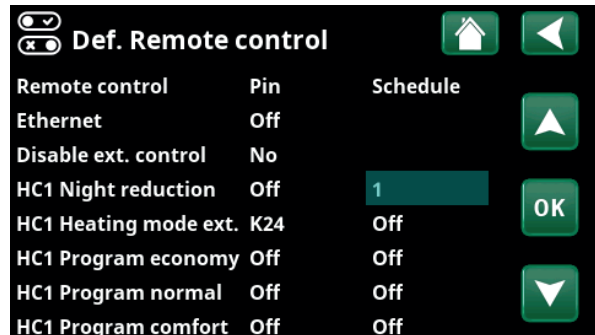 Def. Remote control
Remote control Pin Schedule
Ethernet Off
Disable ext. control No
HC1 Night reduction Off 1
HC1 Heating mode ext. K24 Off
HC1 Program economy Off Off
HC1 Program normal Off Off
HC1 Program comfort Off Off
OK